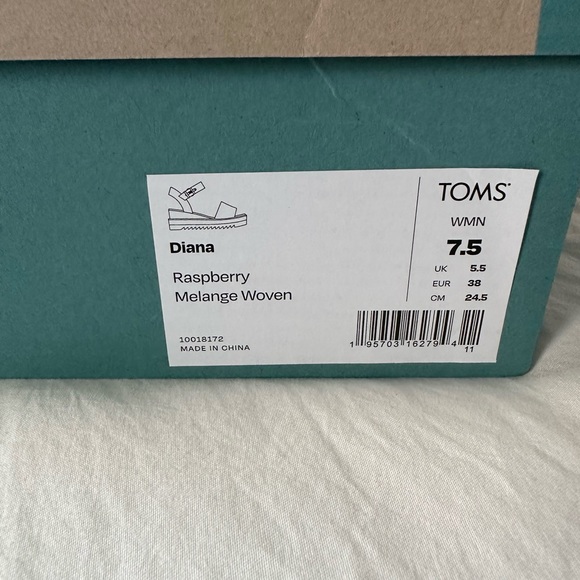 Diana
Raspberry
Melange Woven
10018172
MADE IN CHINA
TOMS
WMN
7.5
UK 5.5
EUR 38
CM 24.5
1 95703 16279 4
11